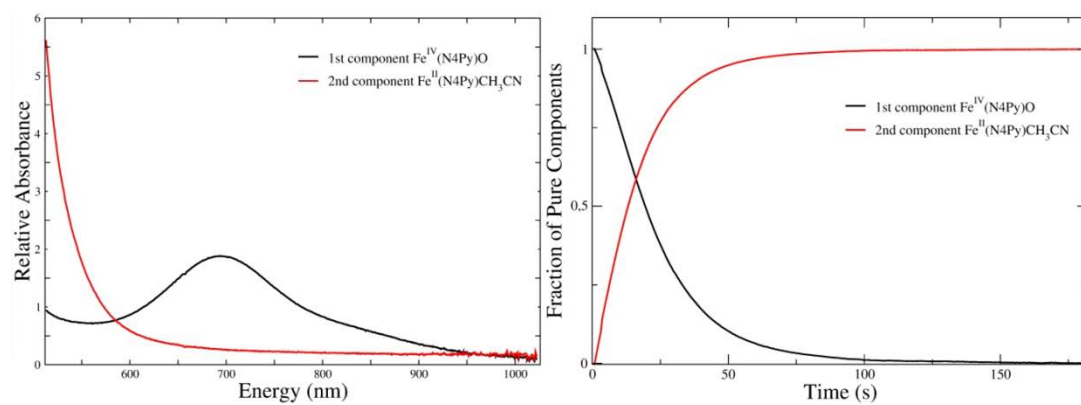 6
5
4
3
2
1
0
600
700
800
900
1000
Relative Absorbance
Energy (nm)
1st component Fe^IV(N4Py)O
2nd component Fe^II(N4Py)CH₃CN
1
0,5
0
0
50
100
150
Fraction of Pure Components
Time (s)
1st component Fe^IV(N4Py)O
2nd component Fe^II(N4Py)CH₃CN